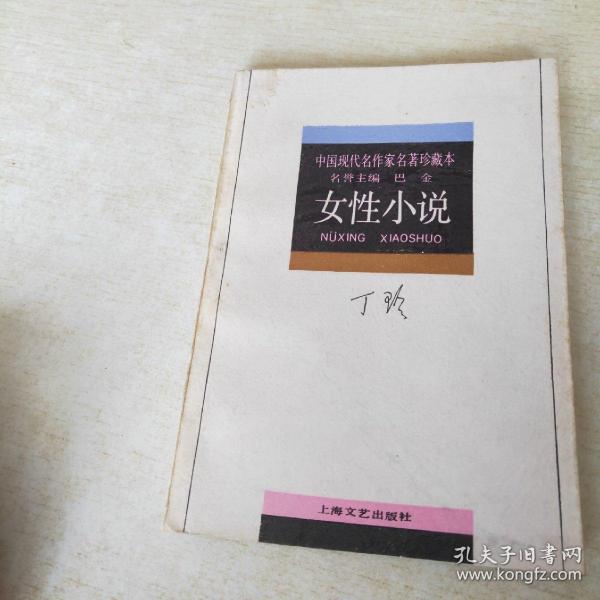 中国现代名作家名著珍藏本
名誉主编 巴 金
女性小说
NÜXING XIAOSHUO
丁玲
上海文艺出版社
孔夫子旧书网
www.kongfz.com